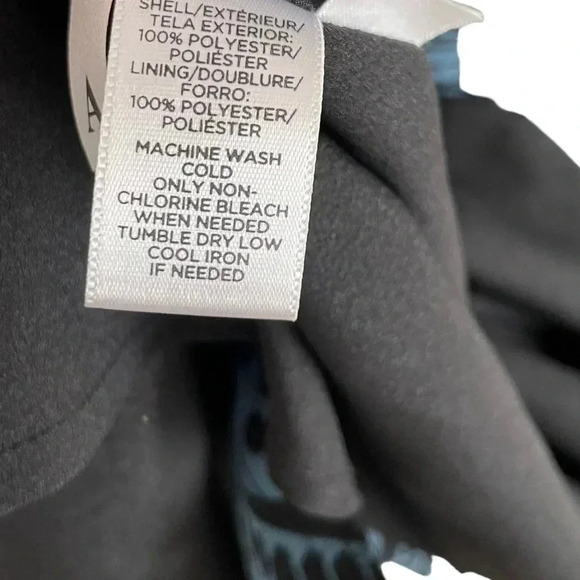 SHELL/EXTÉRIEUR/
TELA EXTERIOR:
100% POLYESTER/
POLIÉSTER
LINING/DOUBLURE/
FORRO:
100% POLYESTER/
POLIÉSTER
MACHINE WASH
COLD
ONLY NON-
CHLORINE BLEACH
WHEN NEEDED
TUMBLE DRY LOW
COOL IRON
IF NEEDED
A